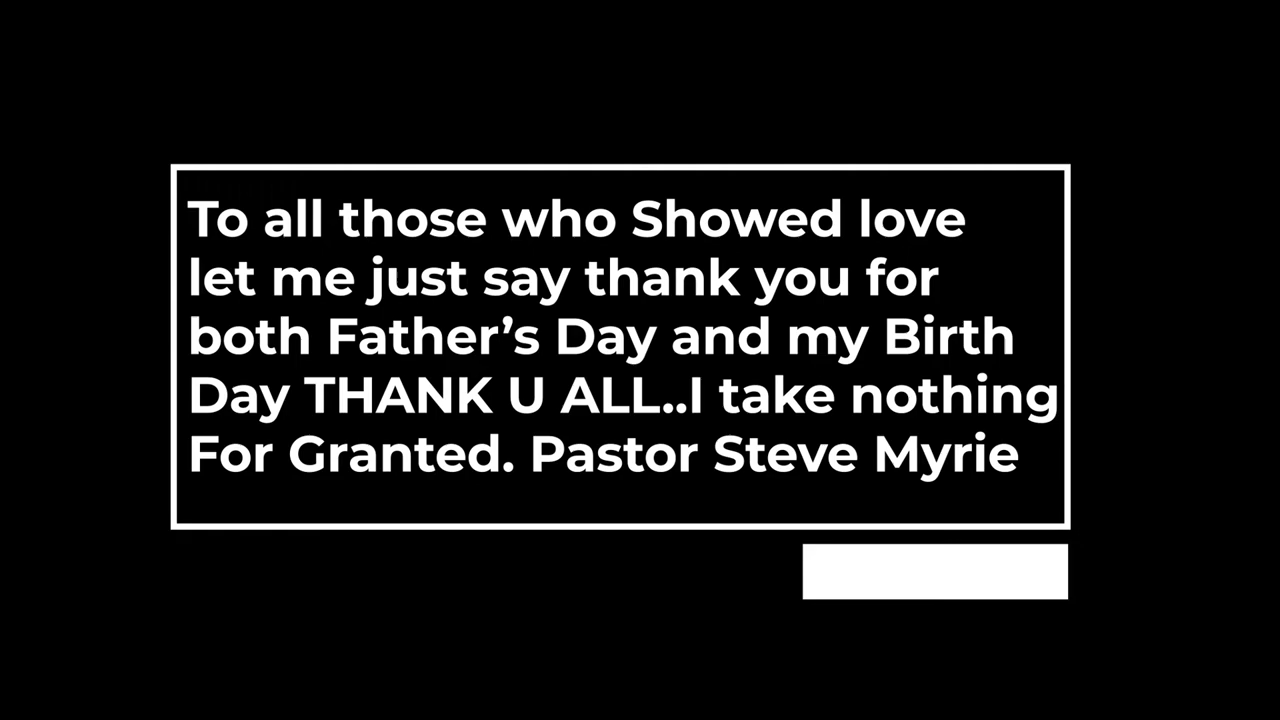 To all those who Showed love
let me just say thank you for
both Father’s Day and my Birth
Day THANK U ALL..I take nothing
For Granted. Pastor Steve Myrie